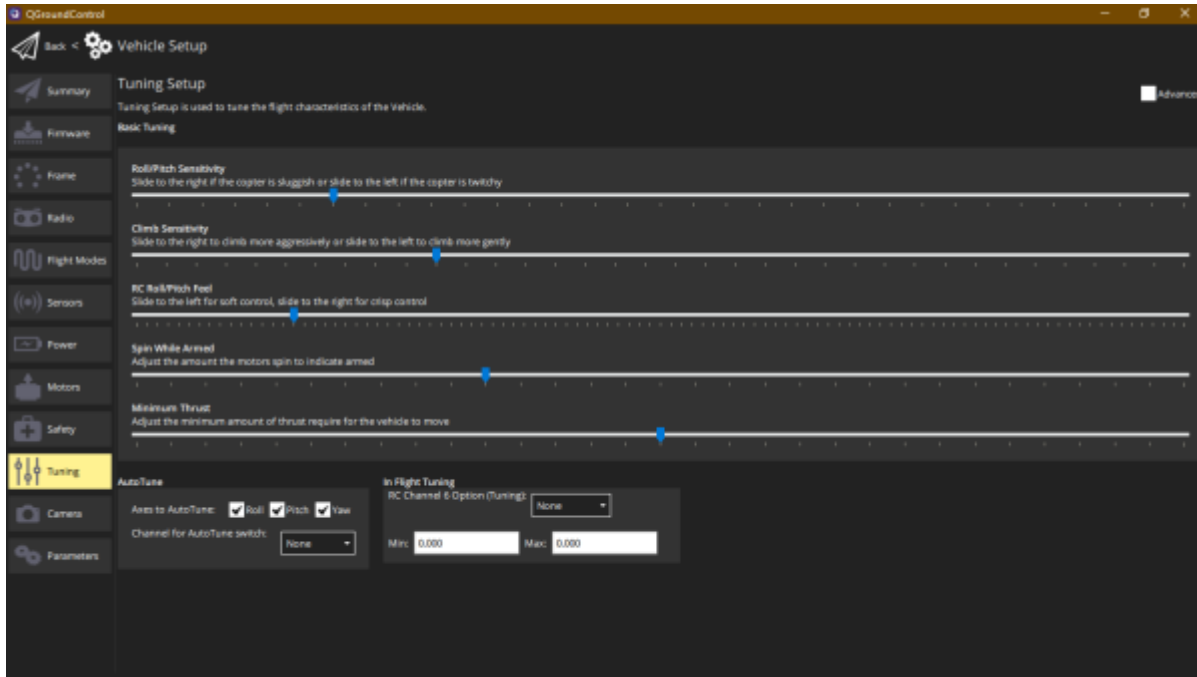 QGroundControl
Back < Vehicle Setup
Summary
Firmware
Frame
Radio
Flight Modes
Sensors
Power
Motors
Safety
Tuning
Camera
Parameters
Tuning Setup
Tuning Setup is used to tune the flight characteristics of the Vehicle.
Advance
Basic Tuning
Roll/Pitch Sensitivity
Slide to the right if the copter is sluggish or slide to the left if the copter is twitchy
Climb Sensitivity
Slide to the right to climb more aggressively or slide to the left to climb more gently
RC Roll/Pitch Feel
Slide to the left for soft control, slide to the right for crisp control
Spin While Armed
Adjust the amount the motors spin to indicate armed
Minimum Thrust
Adjust the minimum amount of thrust require for the vehicle to move
AutoTune
Axes to AutoTune: Roll Pitch Yaw
Channel for AutoTune switch: None
In Flight Tuning
RC Channel 6 Option (Tuning): None
Min: 0.000 Max: 0.000